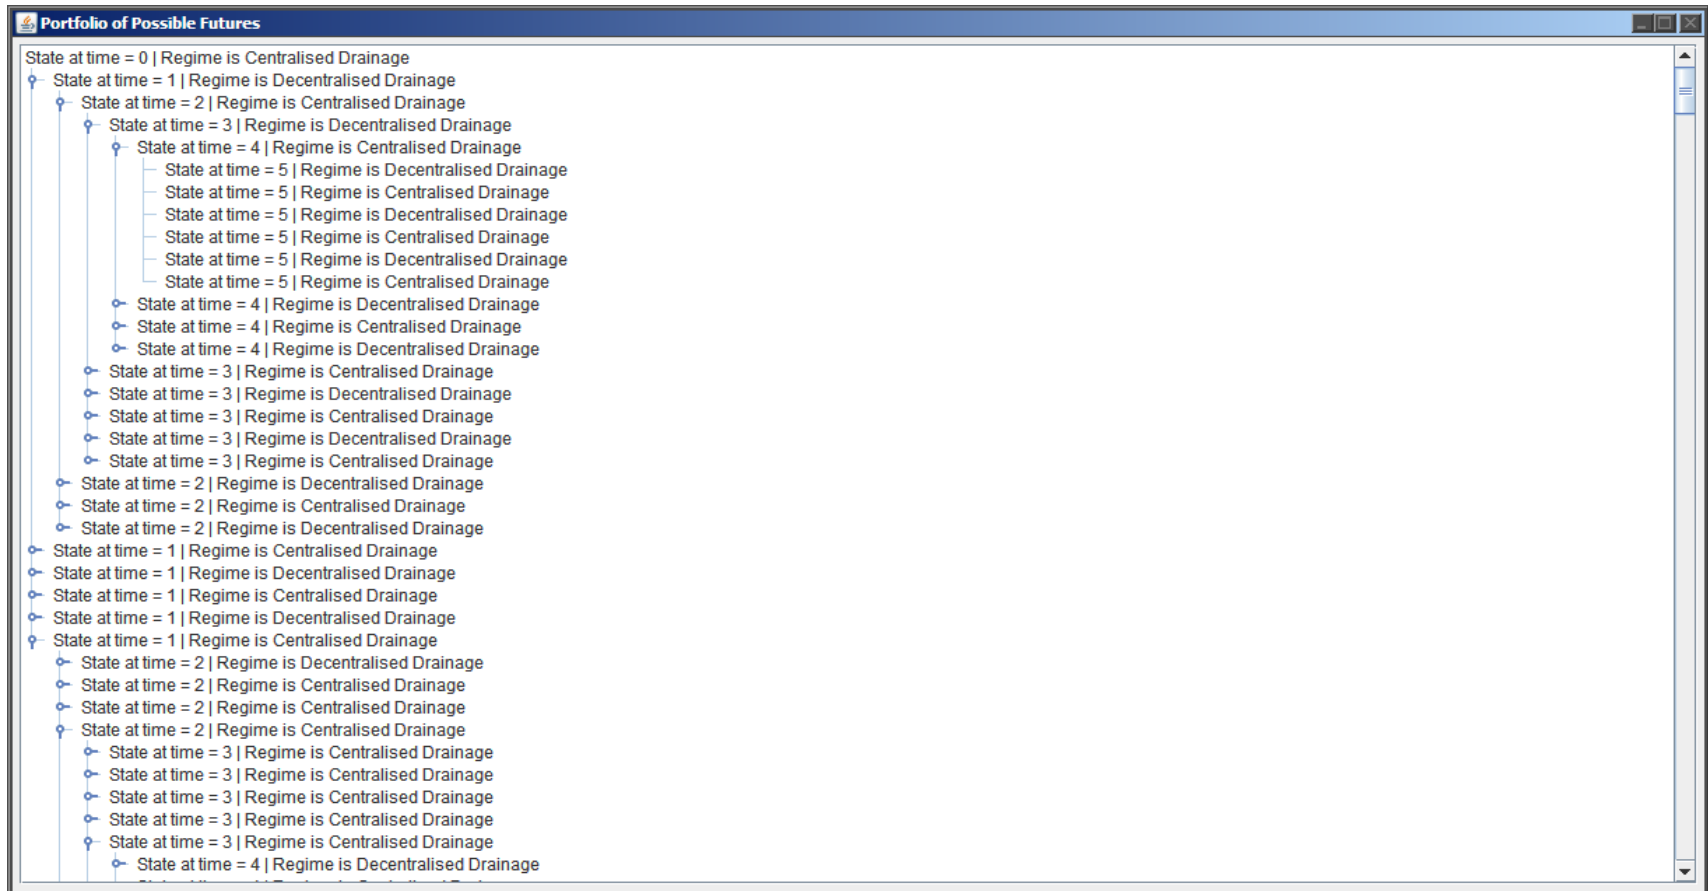 Portfolio of Possible Futures
State at time = 0 | Regime is Centralised Drainage
State at time = 1 | Regime is Decentralised Drainage
State at time = 2 | Regime is Centralised Drainage
State at time = 3 | Regime is Decentralised Drainage
State at time = 4 | Regime is Centralised Drainage
State at time = 5 | Regime is Decentralised Drainage
State at time = 5 | Regime is Centralised Drainage
State at time = 5 | Regime is Decentralised Drainage
State at time = 5 | Regime is Centralised Drainage
State at time = 5 | Regime is Decentralised Drainage
State at time = 5 | Regime is Centralised Drainage
State at time = 4 | Regime is Decentralised Drainage
State at time = 4 | Regime is Centralised Drainage
State at time = 4 | Regime is Decentralised Drainage
State at time = 3 | Regime is Centralised Drainage
State at time = 3 | Regime is Decentralised Drainage
State at time = 3 | Regime is Centralised Drainage
State at time = 3 | Regime is Decentralised Drainage
State at time = 3 | Regime is Centralised Drainage
State at time = 2 | Regime is Decentralised Drainage
State at time = 2 | Regime is Centralised Drainage
State at time = 2 | Regime is Decentralised Drainage
State at time = 1 | Regime is Centralised Drainage
State at time = 1 | Regime is Decentralised Drainage
State at time = 1 | Regime is Centralised Drainage
State at time = 1 | Regime is Decentralised Drainage
State at time = 1 | Regime is Centralised Drainage
State at time = 2 | Regime is Decentralised Drainage
State at time = 2 | Regime is Centralised Drainage
State at time = 2 | Regime is Centralised Drainage
State at time = 2 | Regime is Centralised Drainage
State at time = 3 | Regime is Centralised Drainage
State at time = 3 | Regime is Centralised Drainage
State at time = 3 | Regime is Centralised Drainage
State at time = 3 | Regime is Centralised Drainage
State at time = 3 | Regime is Centralised Drainage
State at time = 4 | Regime is Decentralised Drainage